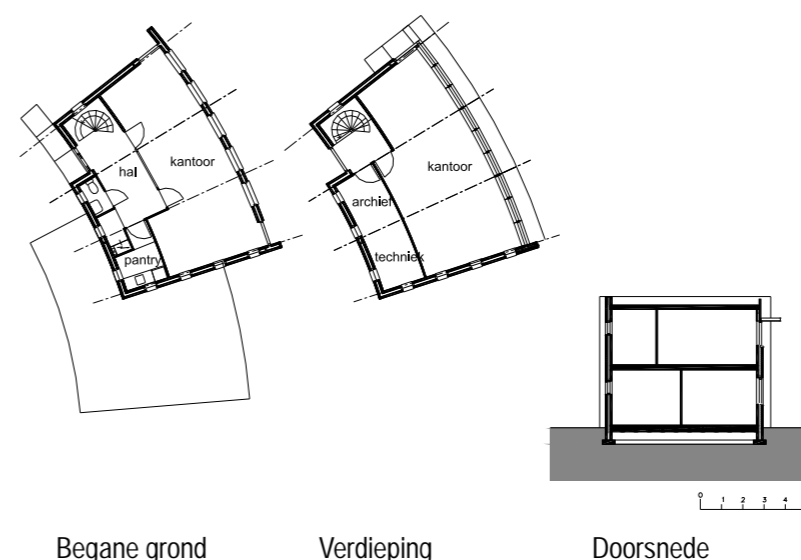 hal
kantoor
pantry
kantoor
archief
techniek
0 1 2 3 4
Begane grond
Verdieping
Doorsnede